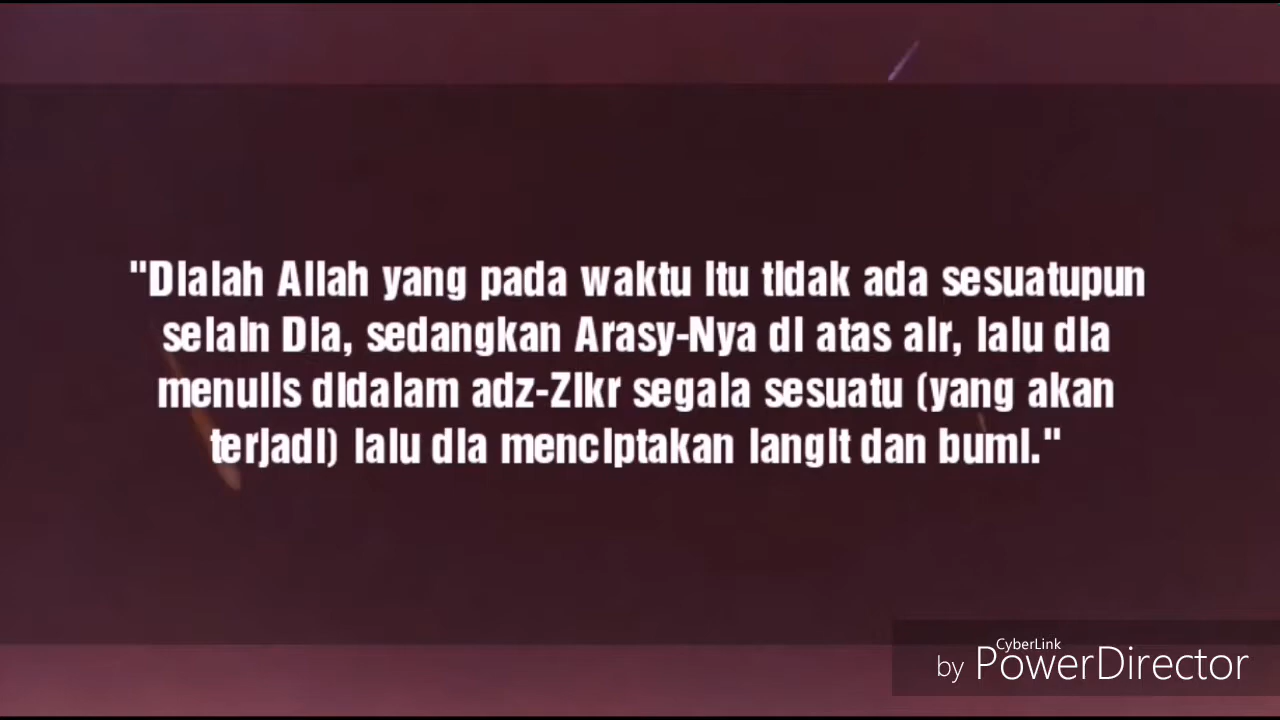 "Dialah Allah yang pada waktu itu tidak ada sesuatupun
selain Dia, sedangkan Arasy-Nya di atas air, lalu dia
menulis didalam adz-Zikr segala sesuatu (yang akan
terjadi) lalu dia menciptakan langit dan bumi."
by CyberLink PowerDirector